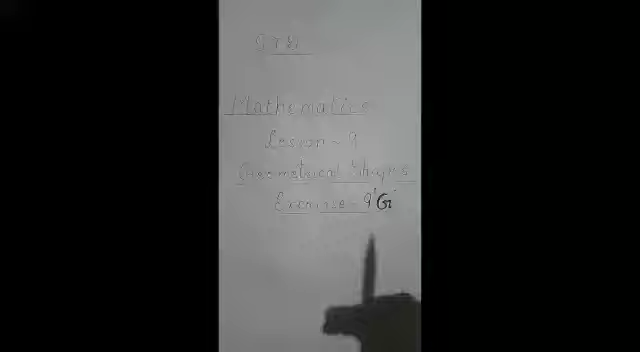 Mathematics
Lesson - 9
Geometrical Shapes
Exercise - 9'G'